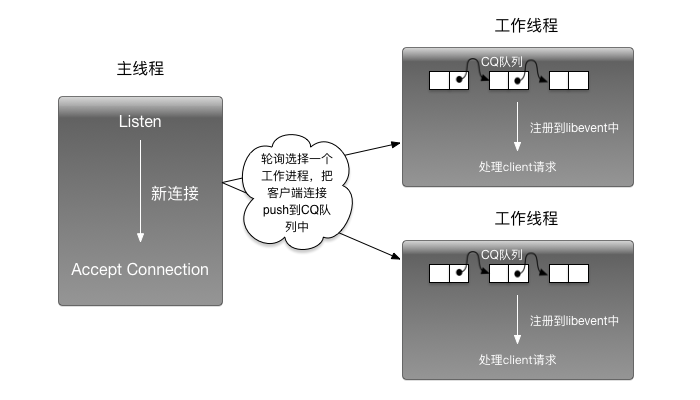 主线程
Listen
新连接
Accept Connection
轮询选择一个
工作进程，把
客户端连接
push到CQ队
列中
工作线程
CQ队列
注册到libevent中
处理client请求
工作线程
CQ队列
注册到libevent中
处理client请求